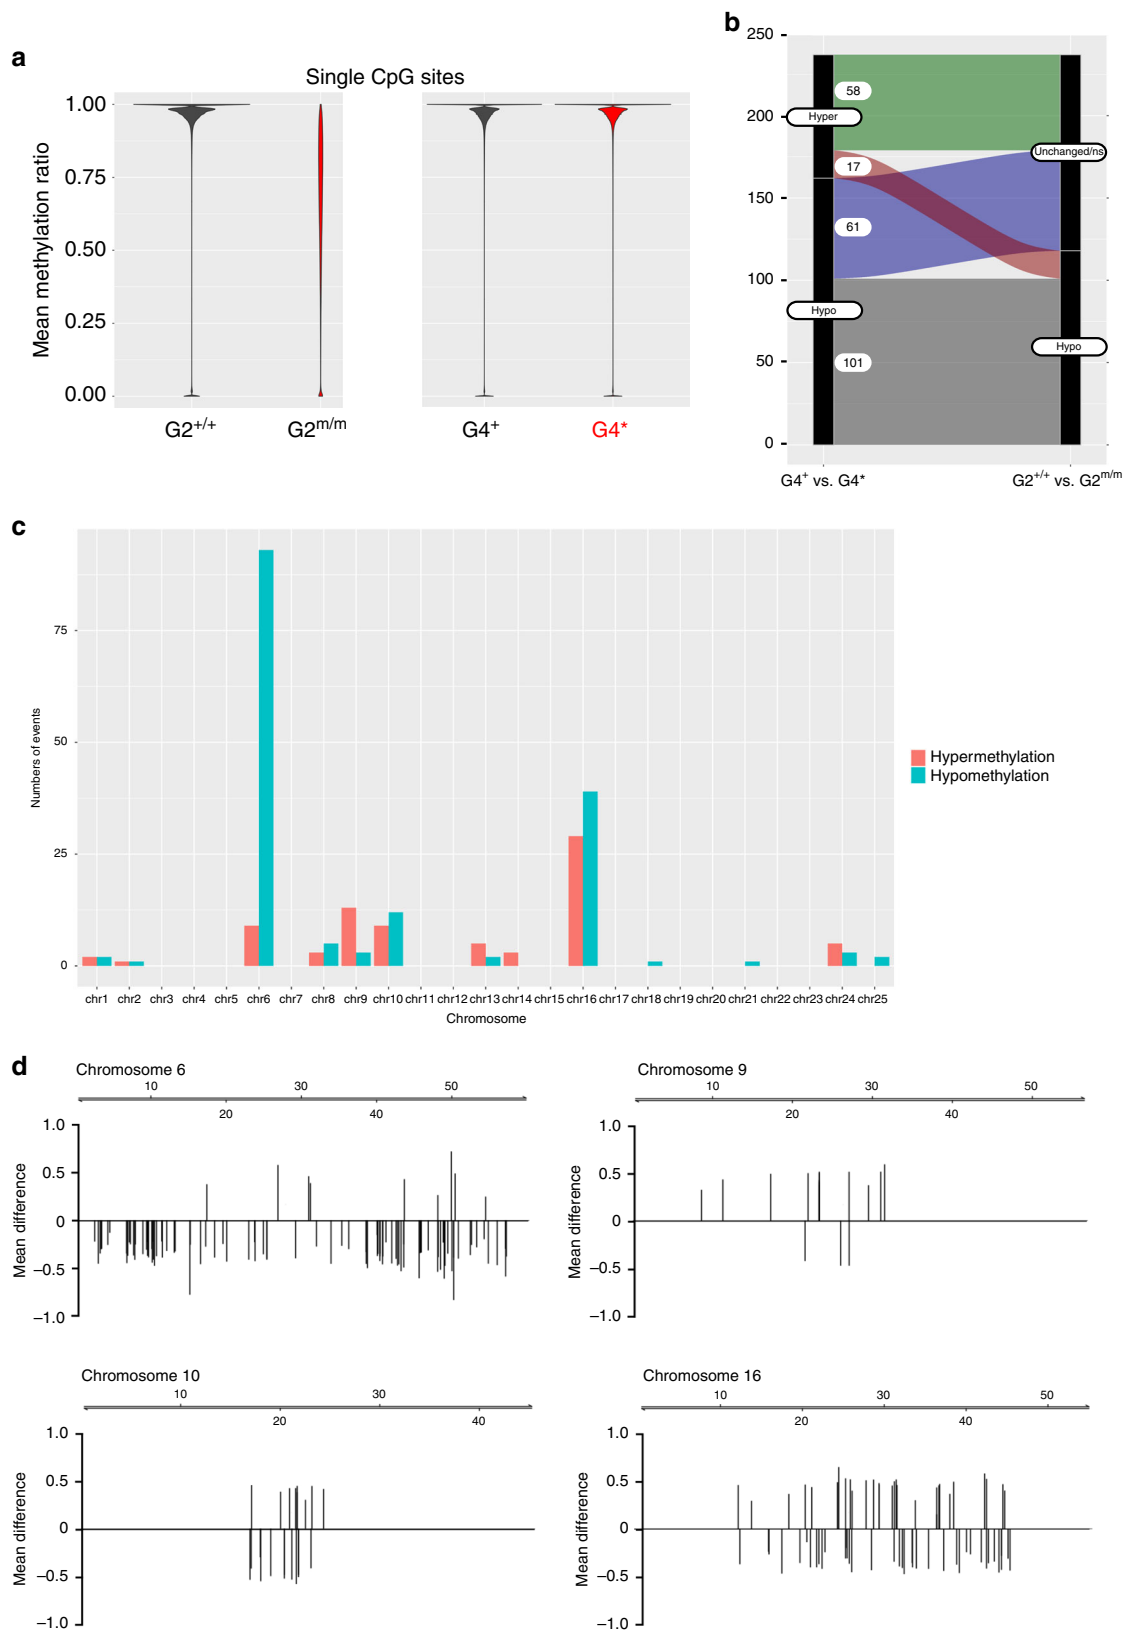 a
Single CpG sites
Mean methylation ratio
1.00
0.75
0.50
0.25
0.00
G2+/+
G2m/m
G4+
G4*
b
250
200
150
100
50
0
58
17
61
101
Hyper
Hypo
Unchanged/ns
Hypo
G4+ vs. G4*
G2+/+ vs. G2m/m
c
Numbers of events
75
50
25
0
chr1 chr2 chr3 chr4 chr5 chr6 chr7 chr8 chr9 chr10 chr11 chr12 chr13 chr14 chr15 chr16 chr17 chr18 chr19 chr20 chr21 chr22 chr23 chr24 chr25
Chromosome
Hypermethylation
Hypomethylation
d
Chromosome 6
10 30 50
20 40
Mean difference
1.0
0.5
0
−0.5
−1.0
Chromosome 9
10 30 50
20 40
Mean difference
1.0
0.5
0
−0.5
−1.0
Chromosome 10
10 30
20 40
Mean difference
1.0
0.5
0
−0.5
−1.0
Chromosome 16
10 30 50
20 40
Mean difference
1.0
0.5
0
−0.5
−1.0